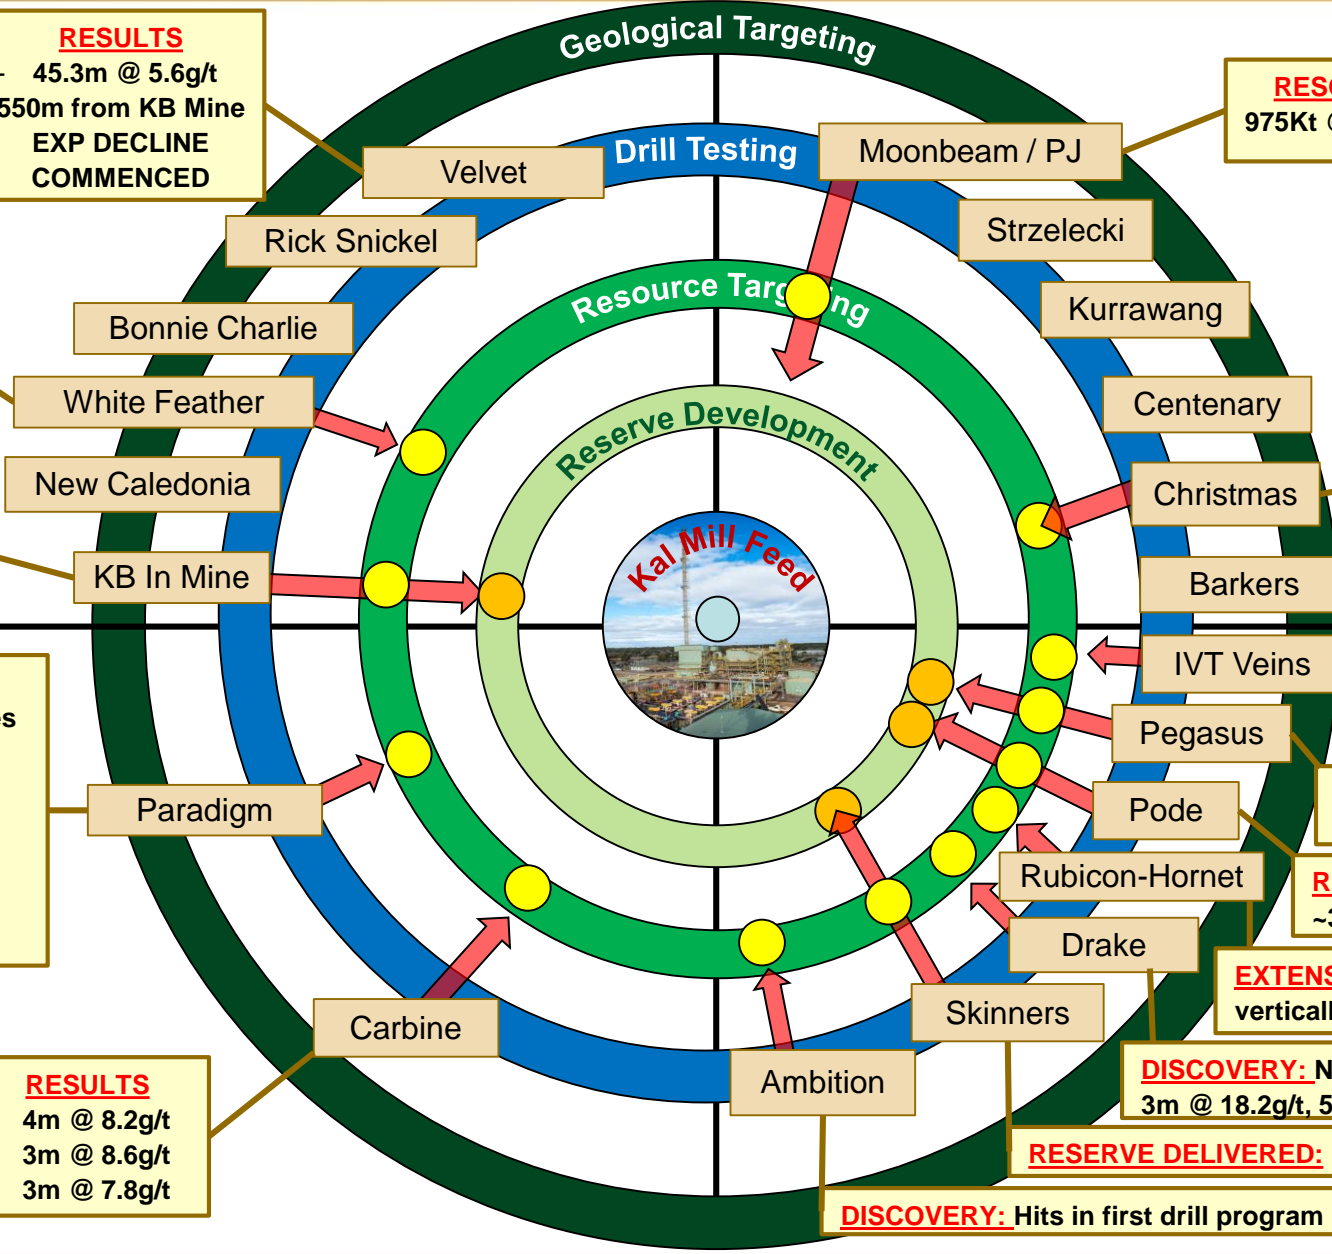 Geological Targeting
RESULTS
- 45.3m @ 5.6g/t
550m from KB Mine
EXP DECLINE
COMMENCED
975Kt
Drill Testing
Moonbeam / PJ
Velvet
Strzelecki
Rick Snickel
Resource Targ ng
Kurrawang
Bonnie Charlie
White Feather
Centenary
Reserve Development
New Caledonia
Christmas
Kal Mill Feed
KB In Mine
Barkers
IVT Veins
Pegasus
Paradigm
Pode
Rubicon-Hornet
Drake
EXTENS
vertical
Carbine
Skinners
RESULTS
4m @ 8.2g/t
3m @ 8.6g/t
3m @ 7.8g/t
Ambition
DISCOVERY: N
3m @ 18.2g/t, 5
RESERVE DELIVERED:
DISCOVERY: Hits in first drill program